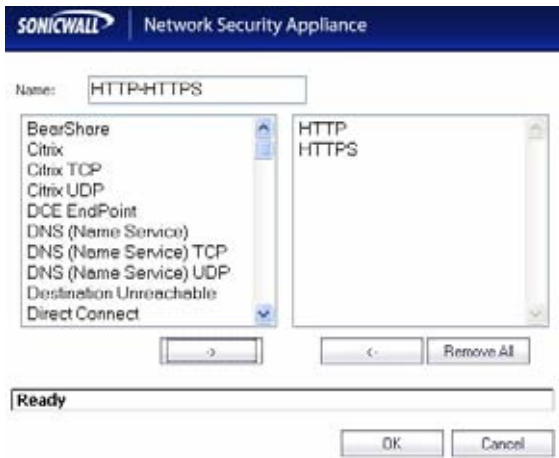 SONICWALL | Network Security Appliance
Name: HTTP-HTTPS
BearShare
Citrix
Citrix TCP
Citrix UDP
DCE EndPoint
DNS (Name Service)
DNS (Name Service) TCP
DNS (Name Service) UDP
Destination Unreachable
Direct Connect
HTTP
HTTPS
->
<-
Remove All
Ready
OK
Cancel